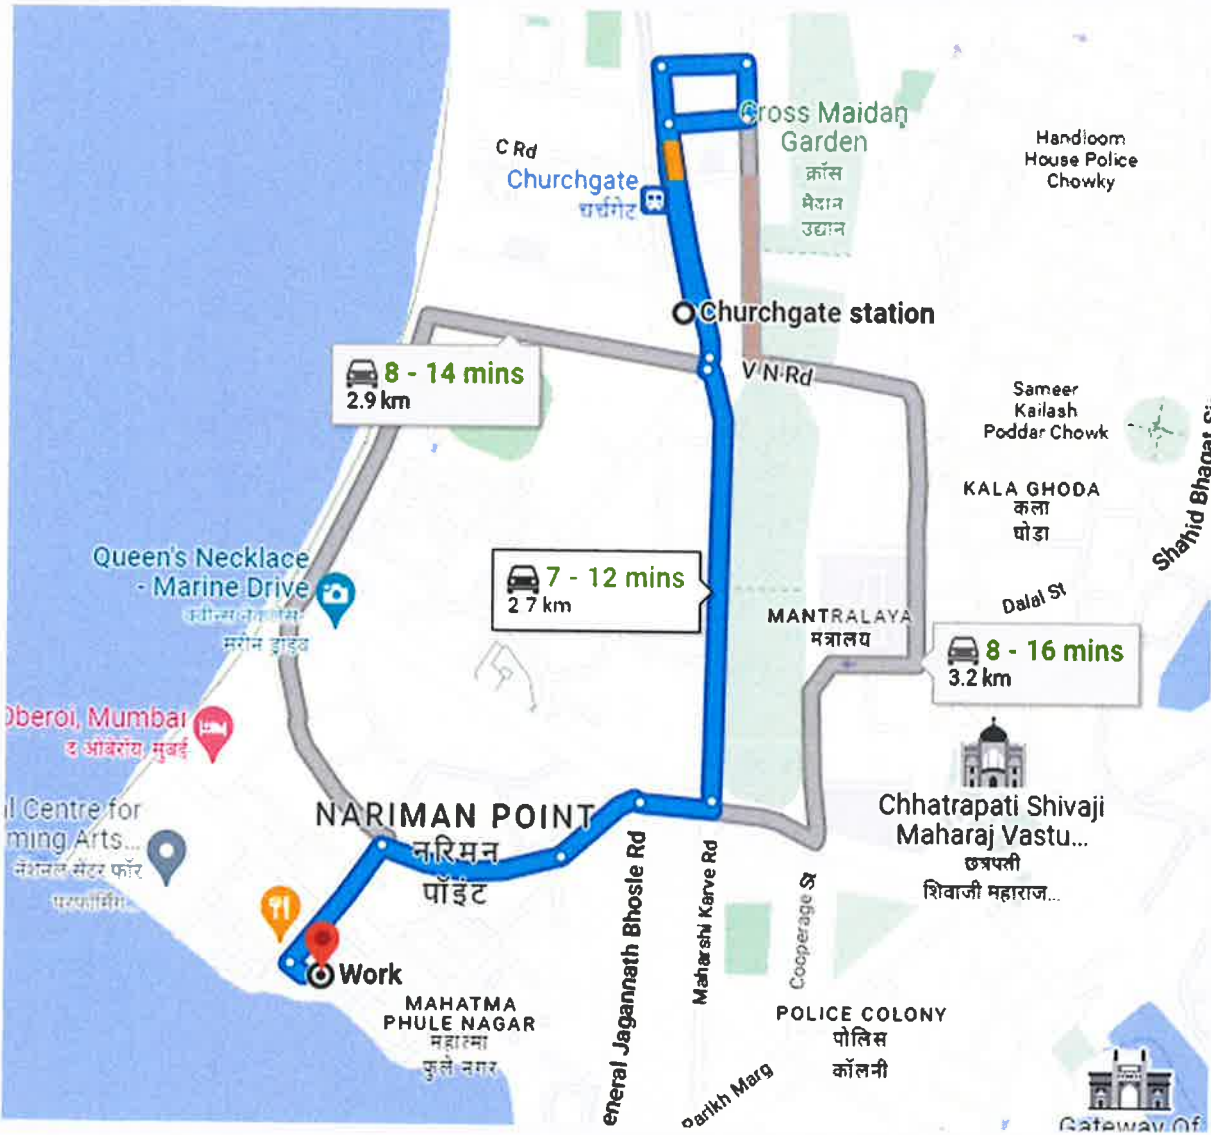 Cross Maidan
Garden
क्रॉस
मैदान
उद्यान
Handloom
House Police
Chowky
C Rd
Churchgate
चर्चगेट
Churchgate station
8 - 14 mins
2.9 km
V N Rd
Sameer
Kailash
Poddar Chowk
KALA GHODA
कला
घोडा
Shahid Bhagat
Queen's Necklace
- Marine Drive
क्वीन्स नेकलेस-
मरीन ड्राइव
7 - 12 mins
2 7 km
Dalal St
MANTRALAYA
मंत्रालय
8 - 16 mins
3.2 km
Oberoi, Mumbai
द ओबेरॉय, मुंबई
NARIMAN POINT
नरिमन
पॉइंट
l Centre for
ming Arts...
नॅशनल सेंटर फॉर
परफॉर्मिंग...
Chhatrapati Shivaji
Maharaj Vastu...
छत्रपती
शिवाजी महाराज...
eneral Jagannath Bhosle Rd
Maharshi Karve Rd
Cooperage St
Work
MAHATMA
PHULE NAGAR
महात्मा
फुले नगर
POLICE COLONY
पोलिस
कॉलनी
Parikh Marg
Gateway Of